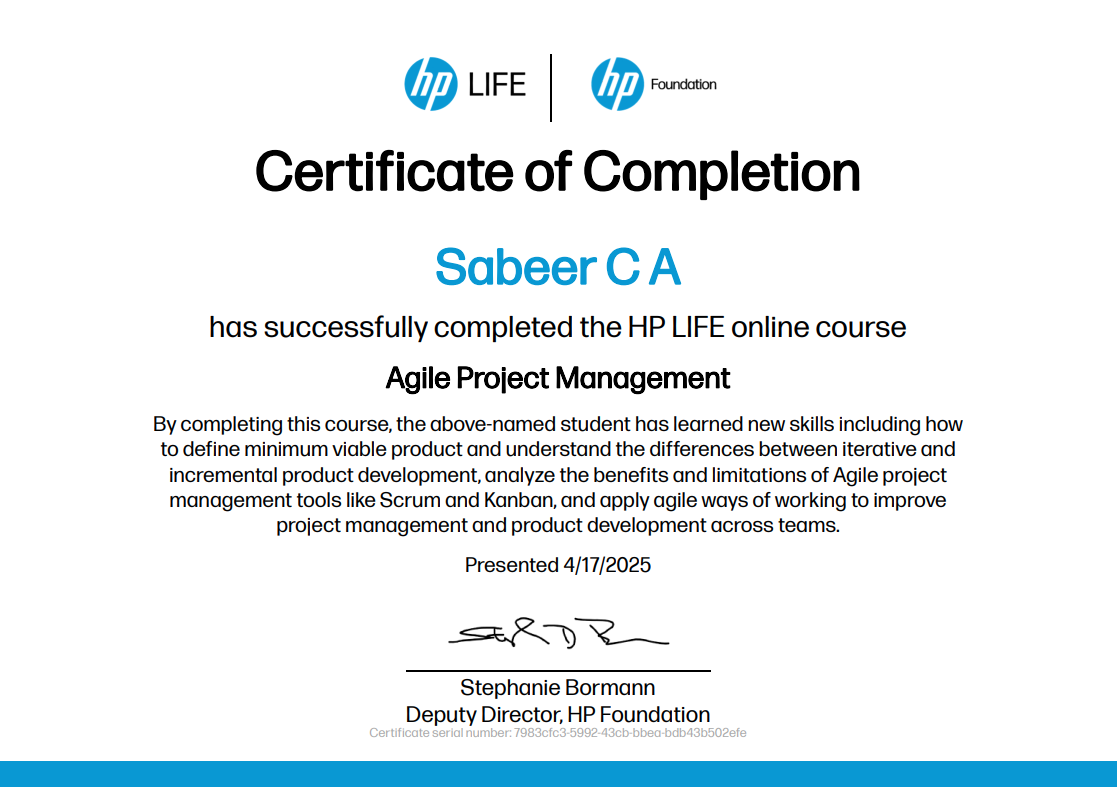 hp LIFE
hp Foundation
Certificate of Completion
Sabeer C A
has successfully completed the HP LIFE online course
Agile Project Management
By completing this course, the above-named student has learned new skills including how
to define minimum viable product and understand the differences between iterative and
incremental product development, analyze the benefits and limitations of Agile project
management tools like Scrum and Kanban, and apply agile ways of working to improve
project management and product development across teams.
Presented 4/17/2025
Stephanie Bormann
Deputy Director, HP Foundation
Certificate serial number: 7983cfc3-5992-43cb-bbea-bdb43b502efe